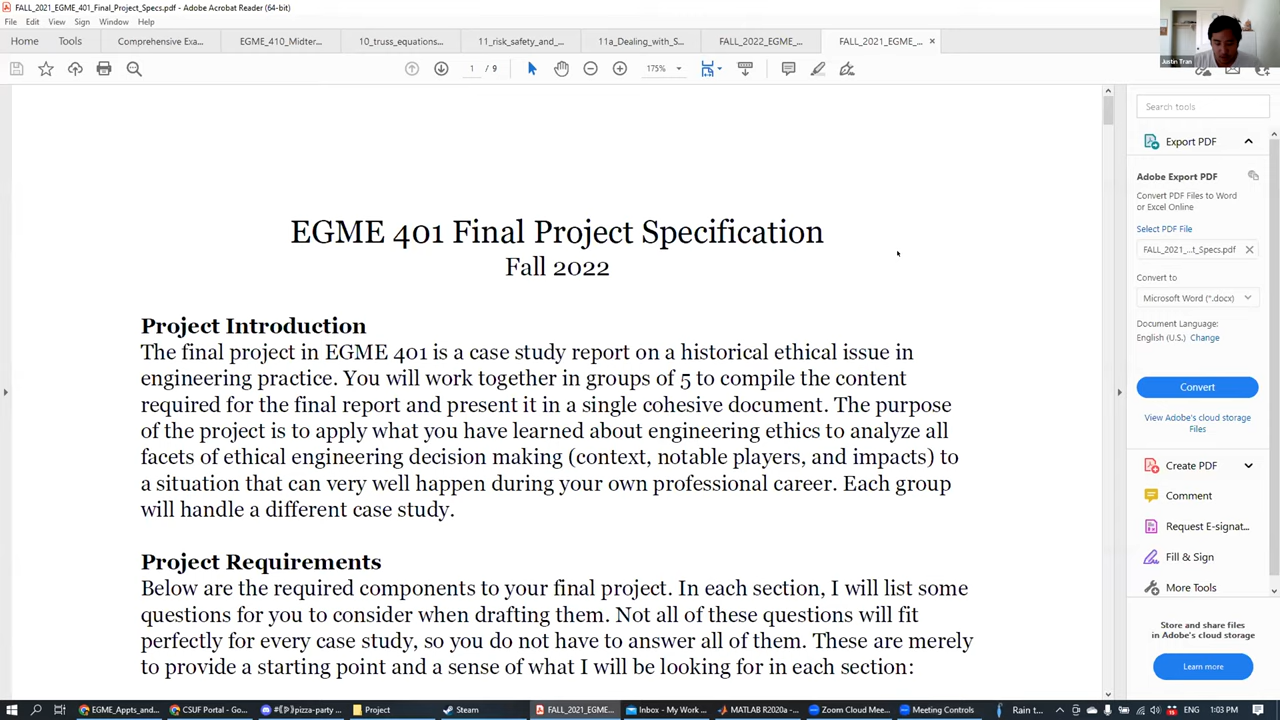 FALL_2021_EGME_401_Final_Project_Specs.pdf - Adobe Acrobat Reader (64-bit)
File Edit View Sign Window Help
Home Tools Comprehensive Exa... EGME_410_Midter... 10_truss_equations... 11_risk_safety_and_... 11a_Dealing_with_S... FALL_2022_EGME_... FALL_2021_EGME_...
Justin Tran
1 / 9 175%
Search tools
Export PDF
Adobe Export PDF
Convert PDF Files to Word
or Excel Online
Select PDF File
FALL_2021_...t_Specs.pdf
Convert to
Microsoft Word (*.docx)
Document Language:
English (U.S.) Change
Convert
View Adobe's cloud storage
Files
Create PDF
Comment
Request E-signat...
Fill & Sign
More Tools
Store and share files
in Adobe's cloud storage
Learn more
EGME 401 Final Project Specification
Fall 2022
Project Introduction
The final project in EGME 401 is a case study report on a historical ethical issue in
engineering practice. You will work together in groups of 5 to compile the content
required for the final report and present it in a single cohesive document. The purpose
of the project is to apply what you have learned about engineering ethics to analyze all
facets of ethical engineering decision making (context, notable players, and impacts) to
a situation that can very well happen during your own professional career. Each group
will handle a different case study.
Project Requirements
Below are the required components to your final project. In each section, I will list some
questions for you to consider when drafting them. Not all of these questions will fit
perfectly for every case study, so you do not have to answer all of them. These are merely
to provide a starting point and a sense of what I will be looking for in each section:
EGME_Appts_and... CSUF Portal - Go... pizza-party ... Project Steam FALL_2021_EGME... Inbox - My Work ... MATLAB R2020a - ... Zoom Cloud Mee... Meeting Controls Rain t... 1:03 PM